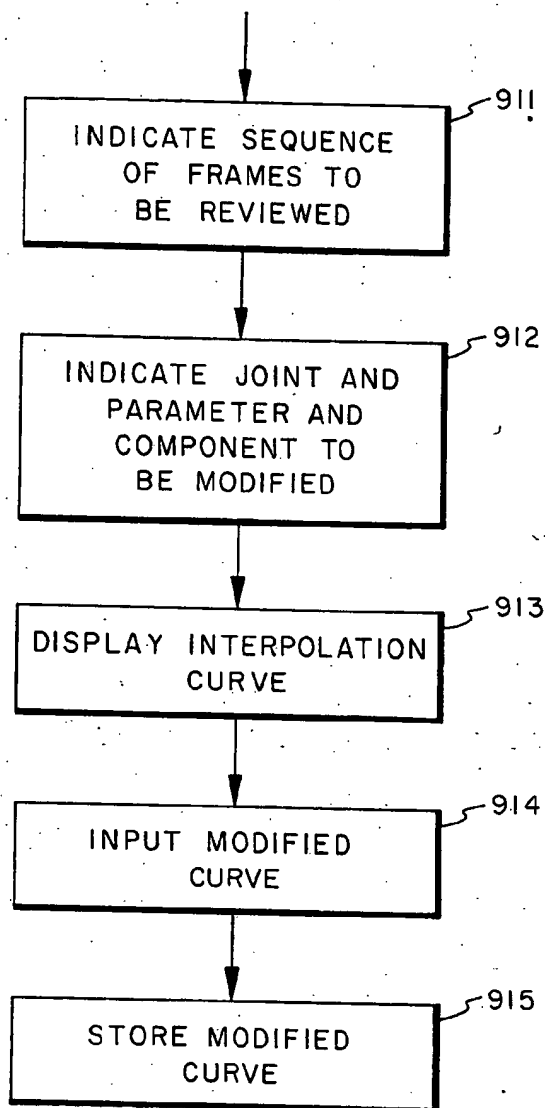 911
INDICATE SEQUENCE
OF FRAMES TO
BE REVIEWED
912
INDICATE JOINT AND
PARAMETER AND
COMPONENT TO
BE MODIFIED
913
DISPLAY INTERPOLATION
CURVE
914
INPUT MODIFIED
CURVE
915
STORE MODIFIED
CURVE